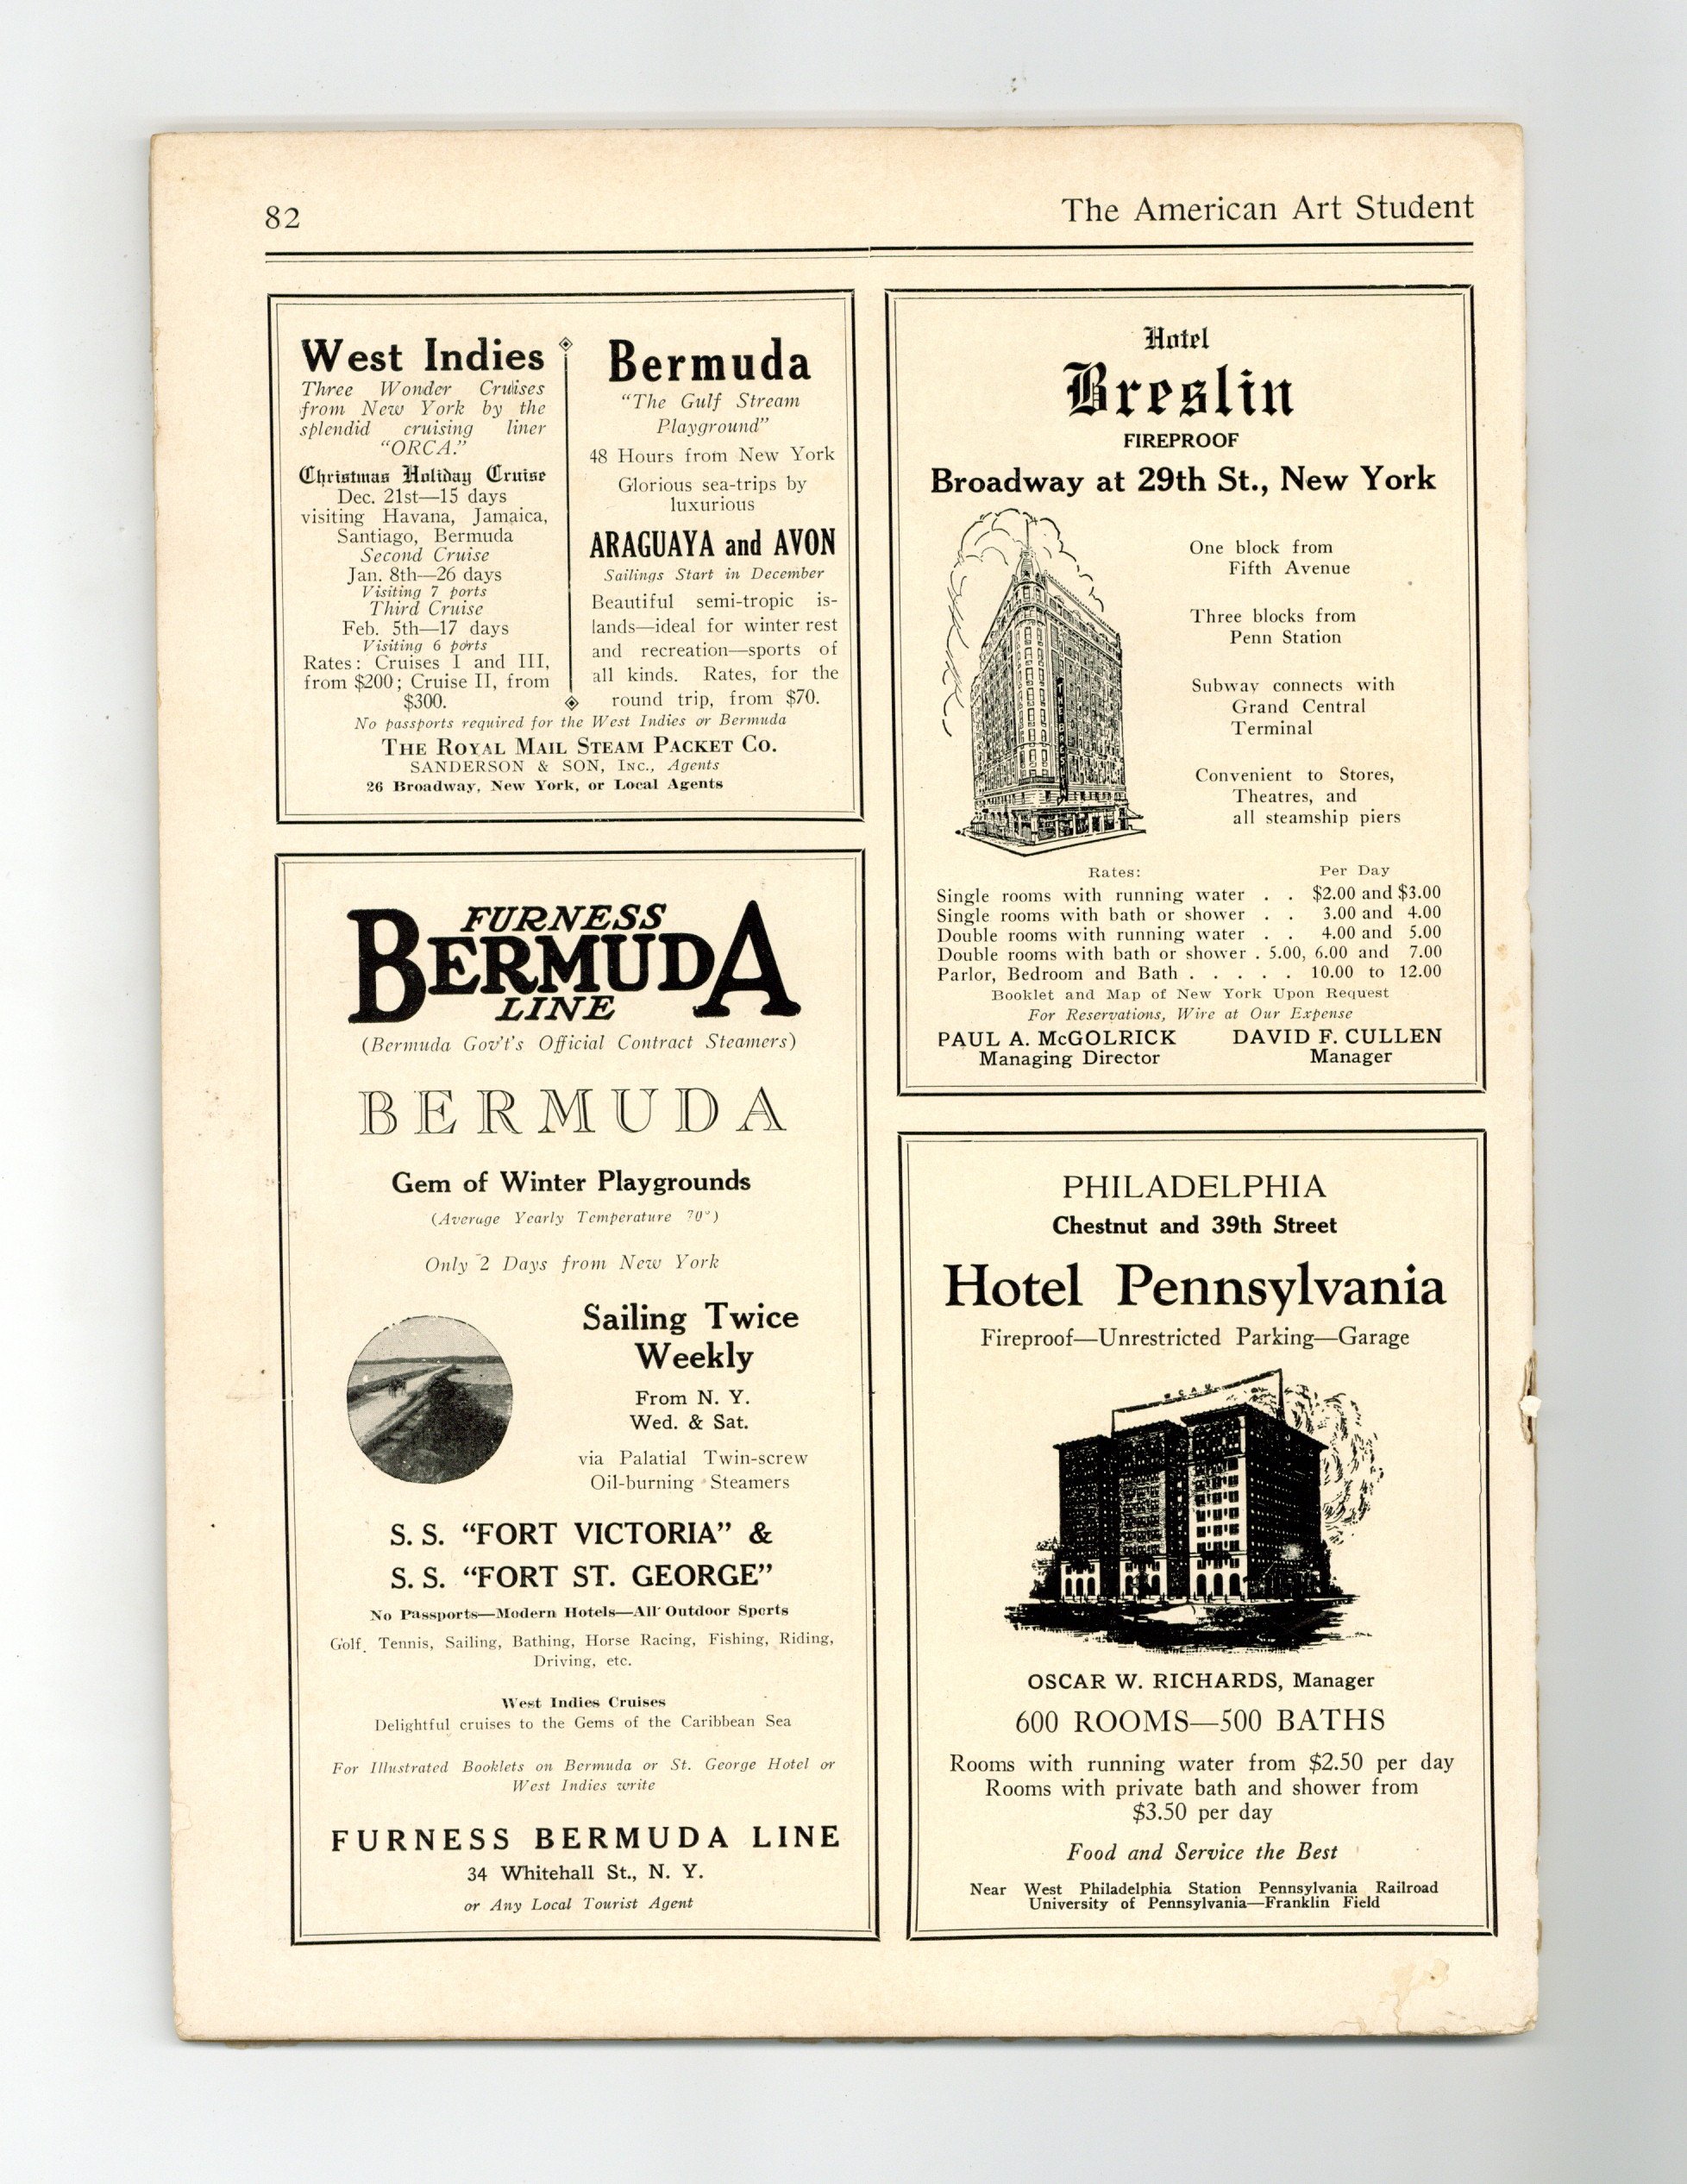 82
The American Art Student
West Indies
Three Wonder Cruises
from New York by the
splendid cruising liner
“ORCA.”
Christmas Holiday Cruise
Dec. 21st—15 days
visiting Havana, Jamaica,
Santiago, Bermuda
Second Cruise
Jan. 8th—26 days
Visiting 7 ports
Third Cruise
Feb. 5th—17 days
Visiting 6 ports
Rates: Cruises I and III,
from $200; Cruise II, from
$300.
Bermuda
“The Gulf Stream
Playground”
48 Hours from New York
Glorious sea-trips by
luxurious
ARAGUAYA and AVON
Sailings Start in December
Beautiful semi-tropic is-
lands—ideal for winter rest
and recreation—sports of
all kinds. Rates, for the
round trip, from $70.
No passports required for the West Indies or Bermuda
THE ROYAL MAIL STEAM PACKET CO.
SANDERSON & SON, INC., Agents
26 Broadway, New York, or Local Agents
FURNESS
BERMUDA
LINE
(Bermuda Gov't's Official Contract Steamers)
BERMUDA
Gem of Winter Playgrounds
(Average Yearly Temperature 70°)
Only 2 Days from New York
Sailing Twice
Weekly
From N. Y.
Wed. & Sat.
via Palatial Twin-screw
Oil-burning Steamers
S. S. “FORT VICTORIA” &
S. S. “FORT ST. GEORGE”
No Passports—Modern Hotels—All Outdoor Sports
Golf, Tennis, Sailing, Bathing, Horse Racing, Fishing, Riding,
Driving, etc.
West Indies Cruises
Delightful cruises to the Gems of the Caribbean Sea
For Illustrated Booklets on Bermuda or St. George Hotel or
West Indies write
FURNESS BERMUDA LINE
34 Whitehall St., N. Y.
or Any Local Tourist Agent
Hotel
Breslin
FIREPROOF
Broadway at 29th St., New York
One block from
Fifth Avenue
Three blocks from
Penn Station
Subway connects with
Grand Central
Terminal
Convenient to Stores,
Theatres, and
all steamship piers
Rates: Per Day
Single rooms with running water . . $2.00 and $3.00
Single rooms with bath or shower . . 3.00 and 4.00
Double rooms with running water . . 4.00 and 5.00
Double rooms with bath or shower . 5.00, 6.00 and 7.00
Parlor, Bedroom and Bath . . . . . 10.00 to 12.00
Booklet and Map of New York Upon Request
For Reservations, Wire at Our Expense
PAUL A. McGOLRICK DAVID F. CULLEN
Managing Director Manager
PHILADELPHIA
Chestnut and 39th Street
Hotel Pennsylvania
Fireproof—Unrestricted Parking—Garage
OSCAR W. RICHARDS, Manager
600 ROOMS—500 BATHS
Rooms with running water from $2.50 per day
Rooms with private bath and shower from
$3.50 per day
Food and Service the Best
Near West Philadelphia Station Pennsylvania Railroad
University of Pennsylvania—Franklin Field